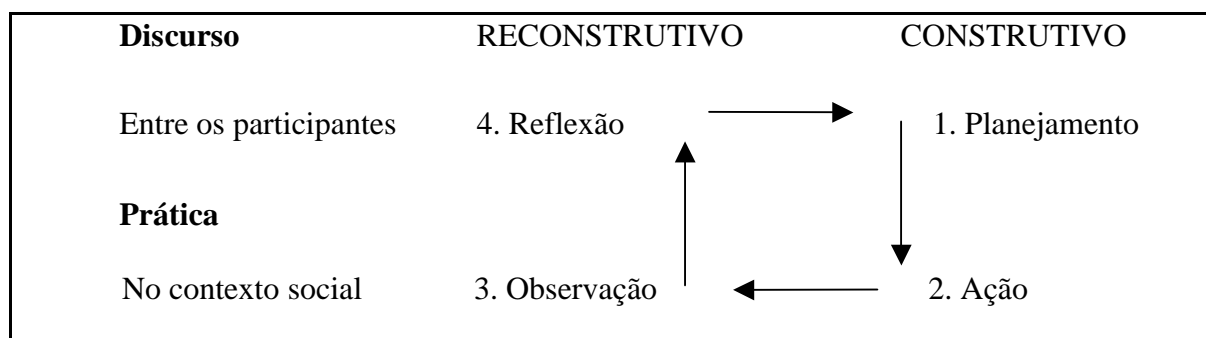 Discurso RECONSTRUTIVO CONSTRUTIVO
Entre os participantes 4. Reflexão 1. Planejamento
Prática
No contexto social 3. Observação 2. Ação